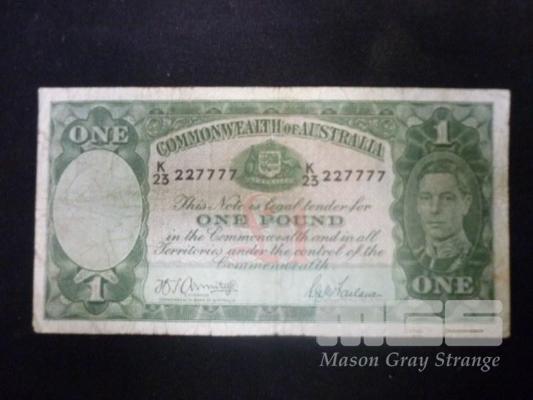 ONE
COMMONWEALTH OF AUSTRALIA
1
K/23 227777 K/23 227777
This Note is legal tender for
ONE POUND
in the Commonwealth and in all
Territories under the control of the
Commonwealth
1
ONE
MGS
Mason Gray Strange